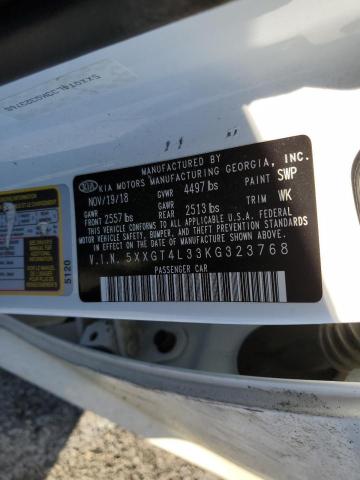 MANUFACTURED BY
KIA KIA MOTORS MANUFACTURING GEORGIA, INC.
NOV/19/18 GVWR 4497 lbs PAINT SWP
GAWR FRONT 2557 lbs GAWR REAR 2513 lbs TRIM WK
THIS VEHICLE CONFORMS TO ALL APPLICABLE U.S.A. FEDERAL
MOTOR VEHICLE SAFETY, BUMPER, AND THEFT PREVENTION
STANDARDS IN EFFECT ON THE DATE OF MANUFACTURE SHOWN ABOVE.
V.I.N. 5XXGT4L33KG323768
PASSENGER CAR
5120